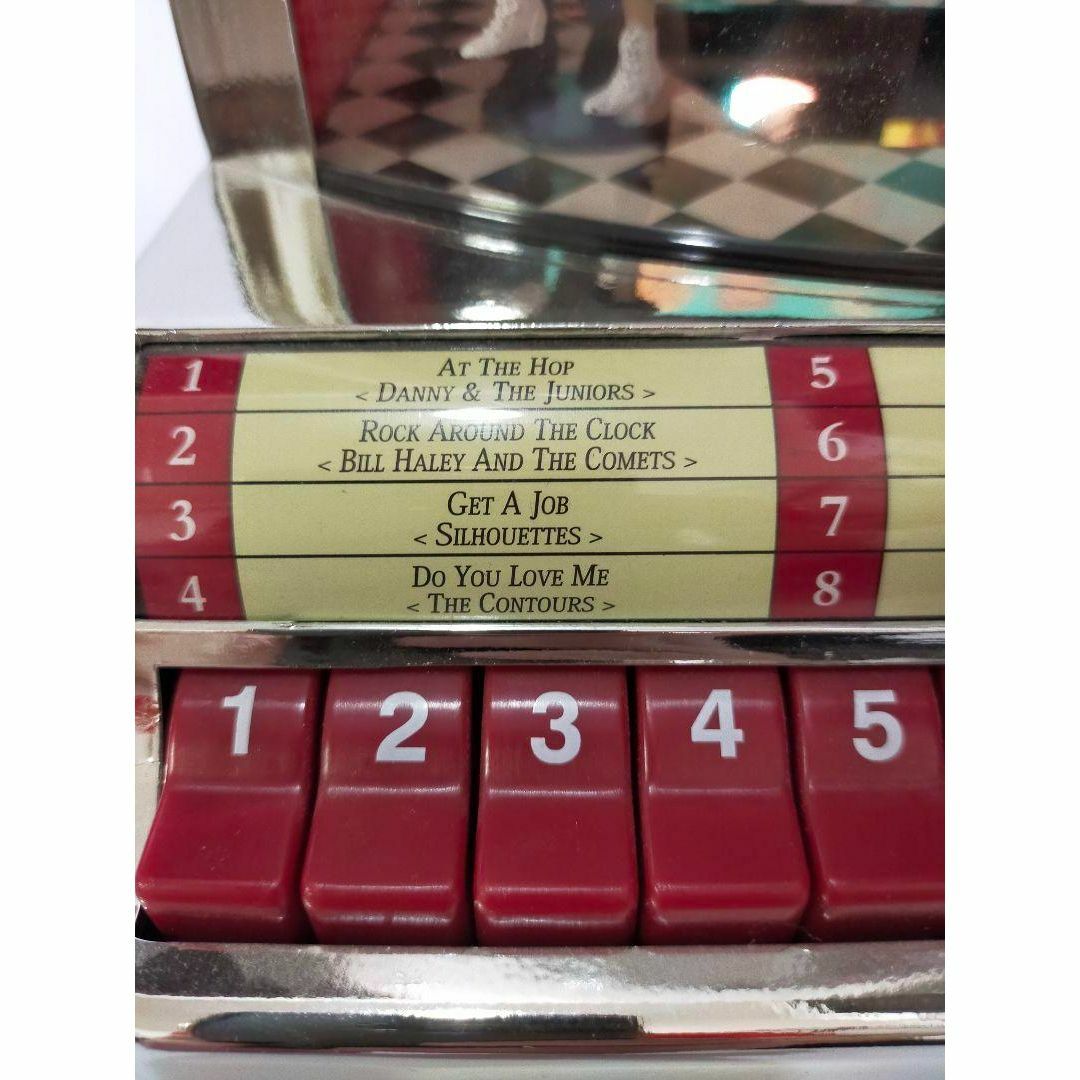 1
AT THE HOP
< DANNY & THE JUNIORS >
5
2
ROCK AROUND THE CLOCK
< BILL HALEY AND THE COMETS >
6
3
GET A JOB
< SILHOUETTES >
7
4
DO YOU LOVE ME
< THE CONTOURS >
8
1 2 3 4 5